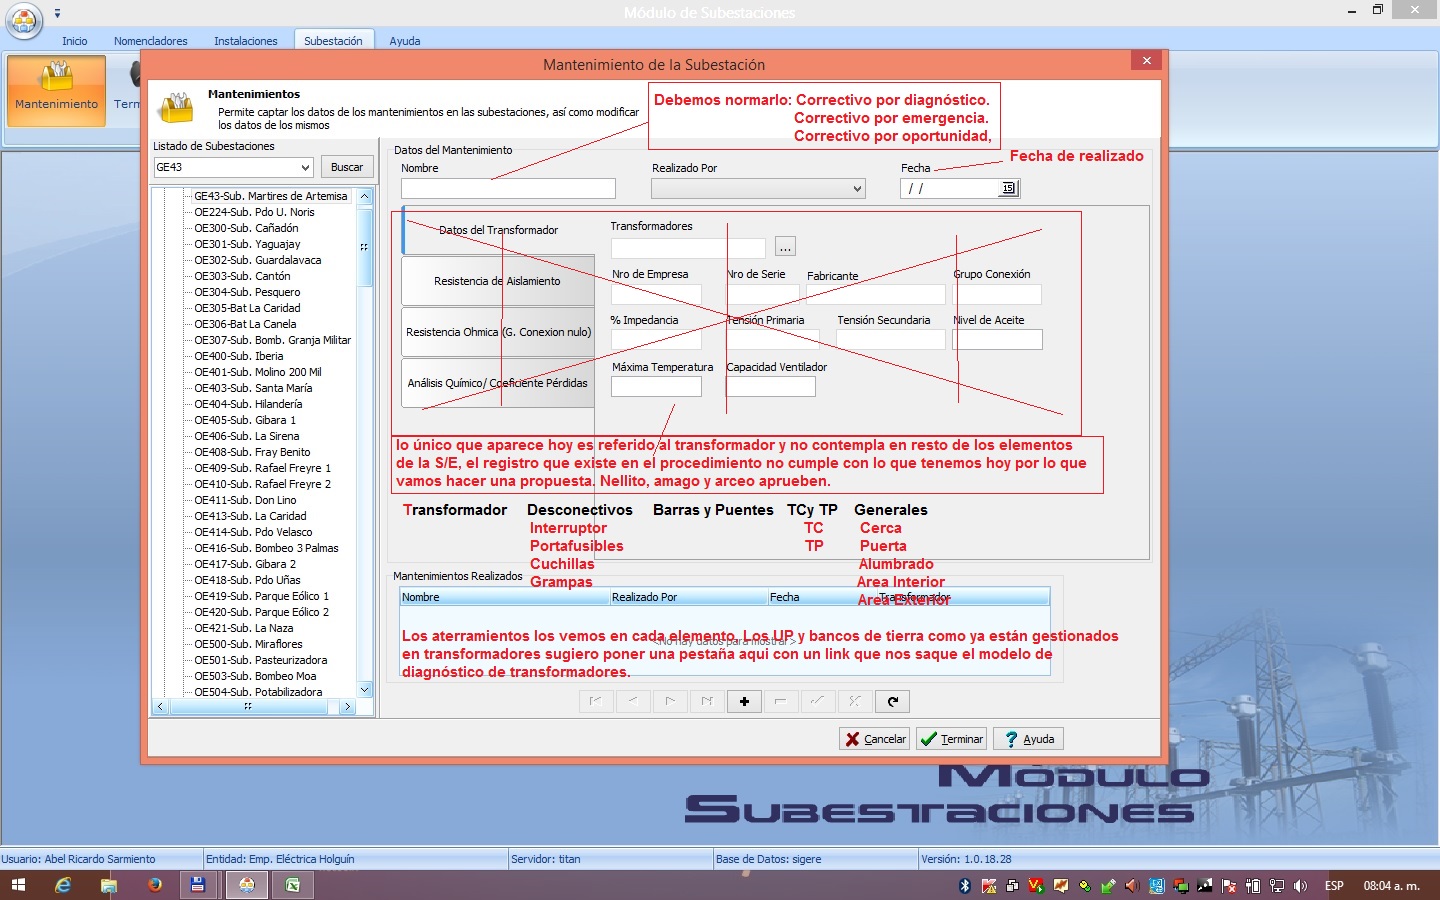 Módulo de Subestaciones
Inicio
Nomencladores
Instalaciones
Subestación
Ayuda
Mantenimiento
Term
Mantenimiento de la Subestación
Mantenimientos
Permite captar los datos de los mantenimientos en las subestaciones, así como modificar
los datos de los mismos
Debemos normarlo: Correctivo por diagnóstico.
Correctivo por emergencia.
Correctivo por oportunidad,
Listado de Subestaciones
GE43
Buscar
GE43-Sub. Martires de Artemisa
OE224-Sub. Pdo U. Noris
OE300-Sub. Cañadón
OE301-Sub. Yaguajay
OE302-Sub. Guardalavaca
OE303-Sub. Cantón
OE304-Sub. Pesquero
OE305-Bat La Caridad
OE306-Bat La Canela
OE307-Sub. Bomb. Granja Militar
OE400-Sub. Iberia
OE401-Sub. Molino 200 Mil
OE403-Sub. Santa María
OE404-Sub. Hilandería
OE405-Sub. Gibara 1
OE406-Sub. La Sirena
OE408-Sub. Fray Benito
OE409-Sub. Rafael Freyre 1
OE410-Sub. Rafael Freyre 2
OE411-Sub. Don Lino
OE413-Sub. La Caridad
OE414-Sub. Pdo Velasco
OE416-Sub. Bombeo 3 Palmas
OE417-Sub. Gibara 2
OE418-Sub. Pdo Uñas
OE419-Sub. Parque Eólico 1
OE420-Sub. Parque Eólico 2
OE421-Sub. La Naza
OE500-Sub. Miraflores
OE501-Sub. Pasteurizadora
OE503-Sub. Bombeo Moa
OE504-Sub. Potabilizadora
Datos del Mantenimiento
Nombre
Realizado Por
Fecha
Fecha de realizado
/ /
15
Datos del Transformador
Resistencia de Aislamiento
Resistencia Ohmica (G. Conexion nulo)
Análisis Químico/ Coeficiente Pérdidas
Transformadores
...
Nro de Empresa
Nro de Serie
Fabricante
Grupo Conexión
% Impedancia
Tensión Primaria
Tensión Secundaria
Nivel de Aceite
Máxima Temperatura
Capacidad Ventilador
lo único que aparece hoy es referido al transformador y no contempla en resto de los elementos
de la S/E, el registro que existe en el procedimiento no cumple con lo que tenemos hoy por lo que
vamos hacer una propuesta. Nellito, amago y arceo aprueben.
Transformador
Desconectivos
Barras y Puentes
TCy TP
Generales
Interruptor
TC
Cerca
Portafusibles
TP
Puerta
Cuchillas
Alumbrado
Grampas
Area Interior
Area Exterior
Mantenimientos Realizados
Nombre
Realizado Por
Fecha
Transformador
<No hay datos para mostrar>
Los aterramientos los vemos en cada elemento. Los UP y bancos de tierra como ya están gestionados
en transformadores sugiero poner una pestaña aqui con un link que nos saque el modelo de
diagnóstico de transformadores.
Cancelar
Terminar
Ayuda
Módulo
Subestaciones
Usuario: Abel Ricardo Sarmiento
Entidad: Emp. Eléctrica Holguín
Servidor: titan
Base de Datos: sigere
Versión: 1.0.18.28
ESP
08:04 a. m.